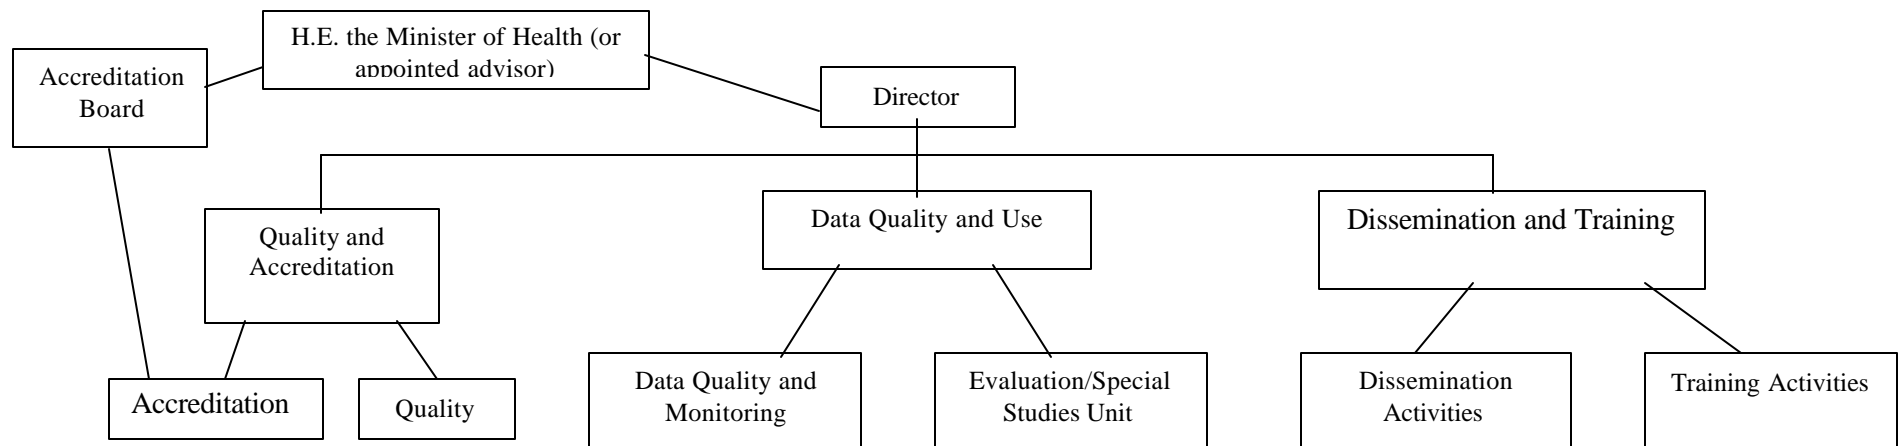 H.E. the Minister of Health (or
appointed advisor)
Accreditation
Board
Director
Quality and
Accreditation
Data Quality and Use
Dissemination and Training
Accreditation
Quality
Data Quality and
Monitoring
Evaluation/Special
Studies Unit
Dissemination
Activities
Training Activities